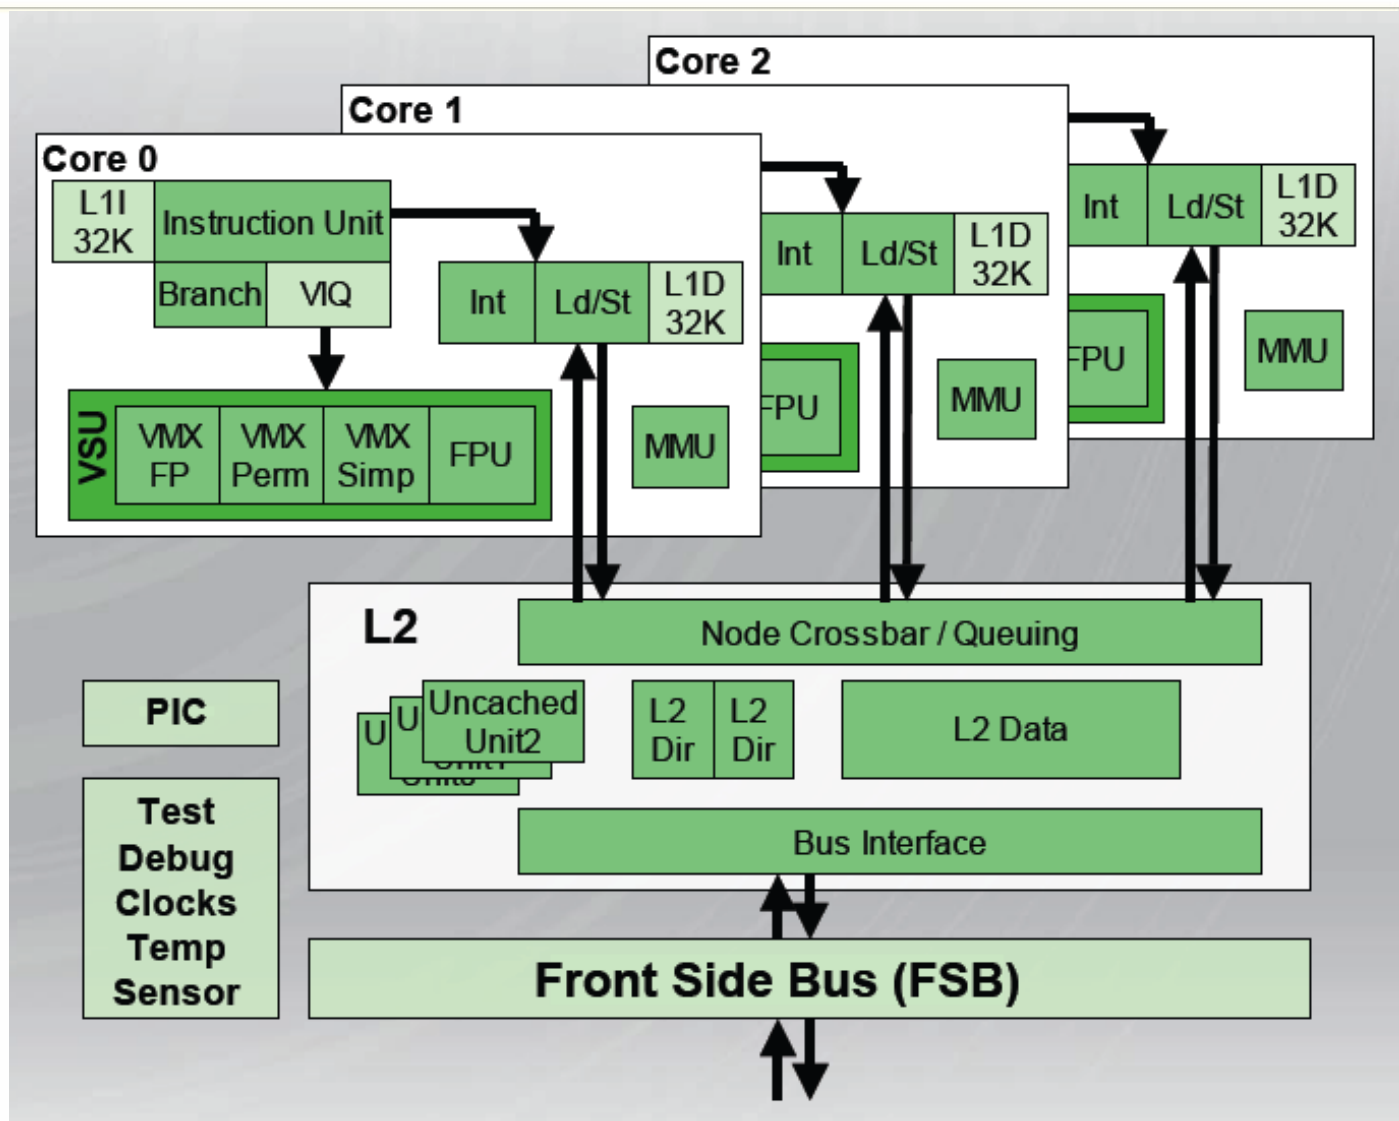 Core 2
Core 1
Core 0
L1I
32K
Instruction Unit
Branch
VIQ
Int
Ld/St
L1D
32K
VSU
VMX
FP
VMX
Perm
VMX
Simp
FPU
MMU
Int
Ld/St
L1D
32K
FPU
MMU
Int
Ld/St
L1D
32K
FPU
MMU
L2
Node Crossbar / Queuing
Uncached
Unit2
U
U
L2
Dir
L2
Dir
L2 Data
Bus Interface
PIC
Test
Debug
Clocks
Temp
Sensor
Front Side Bus (FSB)